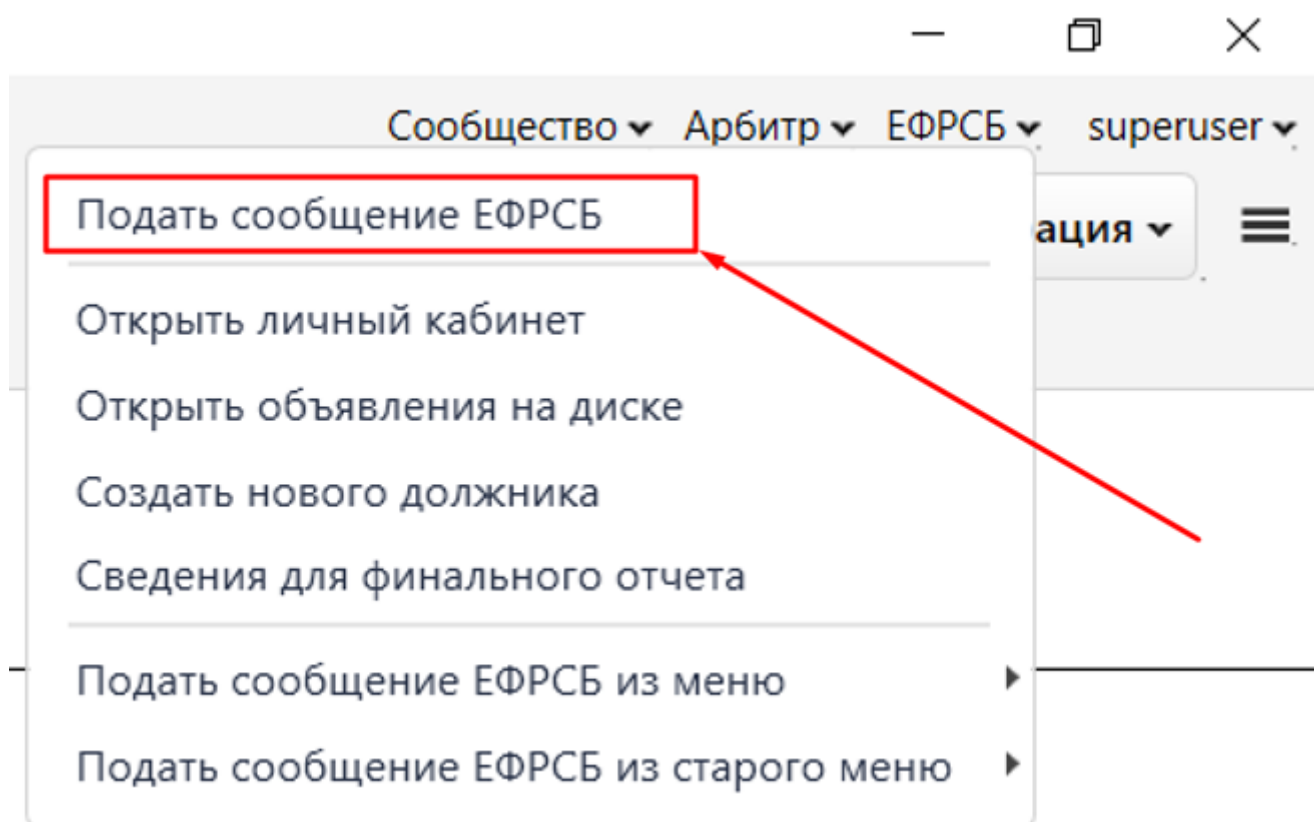 Сообщество Арбитр ЕФРСБ superuser
Подать сообщение ЕФРСБ
ация
Открыть личный кабинет
Открыть объявления на диске
Создать нового должника
Сведения для финального отчета
Подать сообщение ЕФРСБ из меню
Подать сообщение ЕФРСБ из старого меню